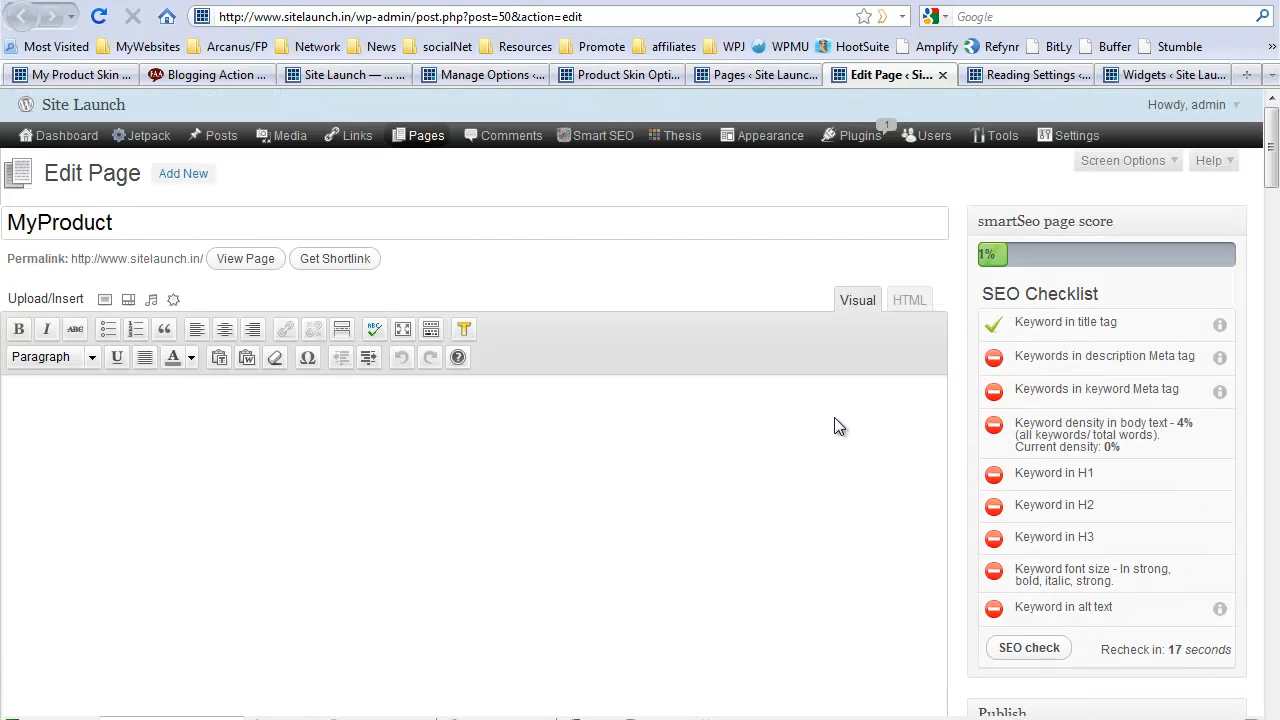 http://www.sitelaunch.in/wp-admin/post.php?post=50&action=edit
Google
Most Visited MyWebsites Arcanus/FP Network News socialNet Resources Promote affiliates WPJ WPMU HootSuite Amplify Refynr BitLy Buffer Stumble »
My Product Skin ... Blogging Action ... Site Launch — ... Manage Options <... Product Skin Opti... Pages ‹ Site Launc... Edit Page ‹ Si... Reading Settings <... Widgets ‹ Site Lau...
Site Launch
Howdy, admin
Dashboard Jetpack Posts Media Links Pages Comments Smart SEO Thesis Appearance Plugins 1 Users Tools Settings
Edit Page Add New
Screen Options Help
MyProduct
Permalink: http://www.sitelaunch.in/ View Page Get Shortlink
Upload/Insert
Visual HTML
B I ABC ABC T
Paragraph U A Ω ?
smartSeo page score
1%
SEO Checklist
Keyword in title tag
Keywords in description Meta tag
Keywords in keyword Meta tag
Keyword density in body text - 4%
(all keywords/ total words).
Current density: 0%
Keyword in H1
Keyword in H2
Keyword in H3
Keyword font size - In strong,
bold, italic, strong.
Keyword in alt text
SEO check Recheck in: 17 seconds
Publish